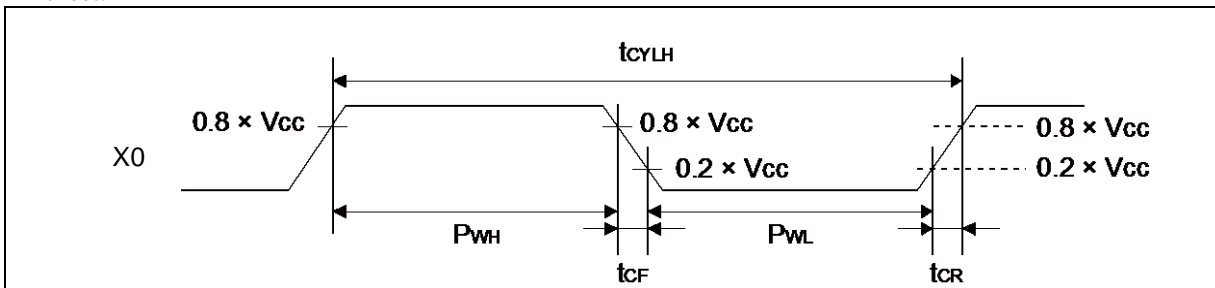 tCYLH
0.8 × Vcc
0.8 × Vcc
0.8 × Vcc
X0
0.2 × Vcc
0.2 × Vcc
PWH
PWL
tCF
tCR